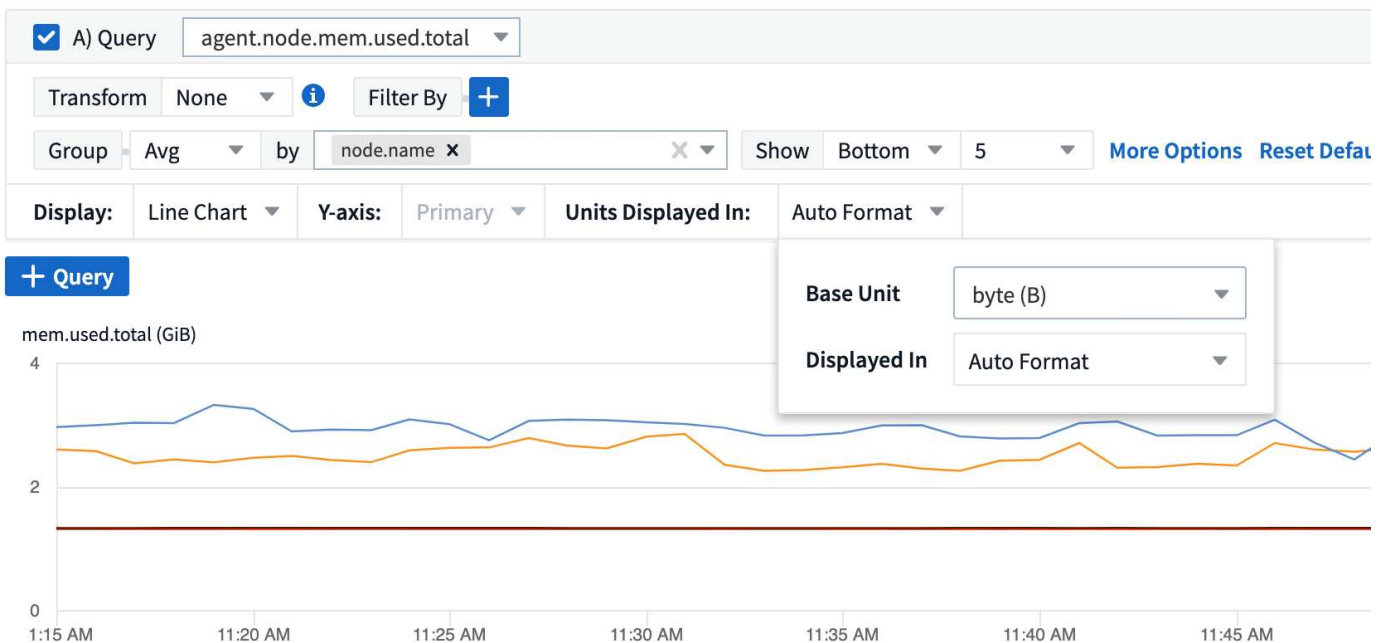 A) Query agent.node.mem.used.total
Transform None i Filter By +
Group Avg by node.name × Show Bottom 5 More Options Reset Defau
Display: Line Chart Y-axis: Primary Units Displayed In: Auto Format
+ Query
Base Unit byte (B)
Displayed In Auto Format
mem.used.total (GiB)
4
2
0
1:15 AM 11:20 AM 11:25 AM 11:30 AM 11:35 AM 11:40 AM 11:45 AM